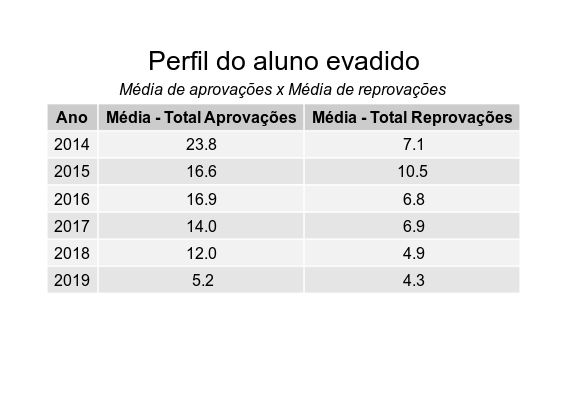 Perfil do aluno evadido
Média de aprovações x Média de reprovações
Ano Média - Total Aprovações Média - Total Reprovações
2014 23.8 7.1
2015 16.6 10.5
2016 16.9 6.8
2017 14.0 6.9
2018 12.0 4.9
2019 5.2 4.3